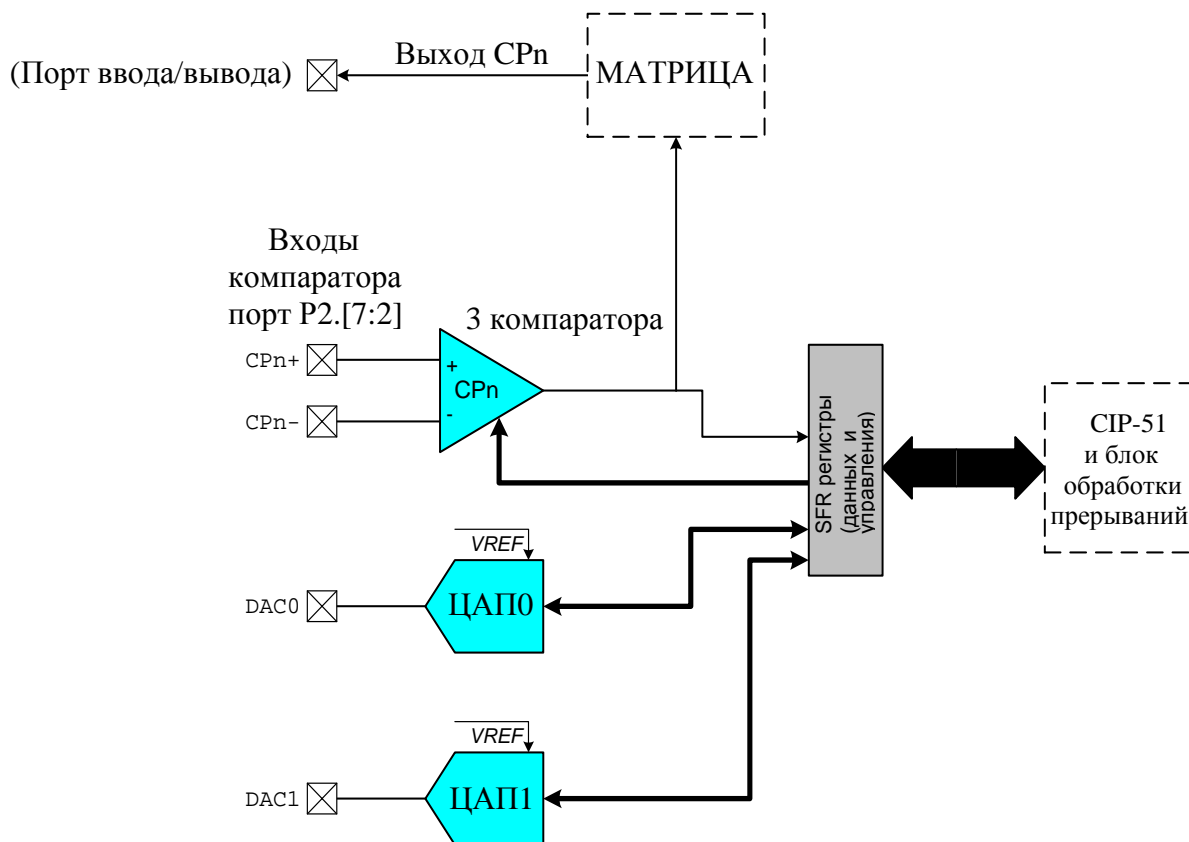 Выход CPn
(Порт ввода/вывода)
МАТРИЦА
Входы
компаратора
порт P2.[7:2]
3 компаратора
CPn+
+
CPn
CPn-
-
SFR регистры
(данных и
управления)
CIP-51
и блок
обработки
прерываний
VREF
DAC0
ЦАП0
VREF
DAC1
ЦАП1